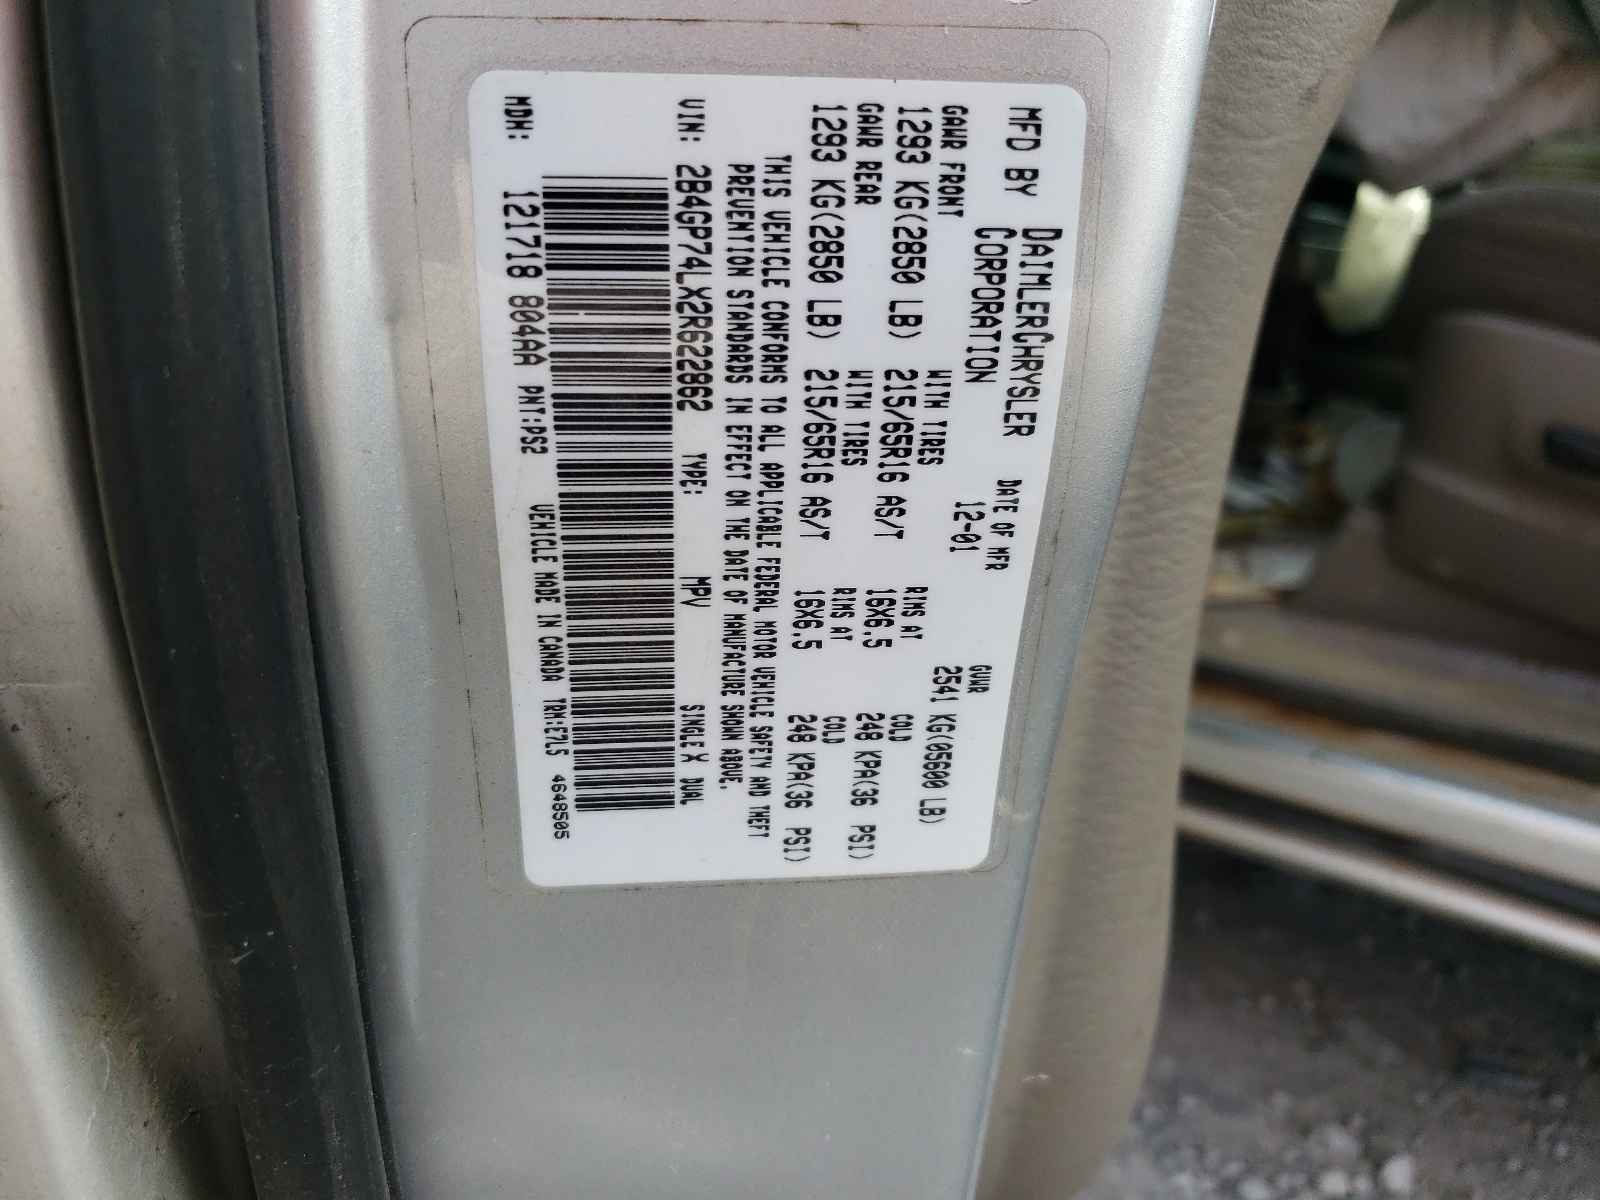 MFD BY DAIMLERCHRYSLER CORPORATION DATE OF MFR 12-01 GVWR 2541 KG(05600 LB)
GAWR FRONT WITH TIRES RIMS AT COLD
1293 KG(2850 LB) 215/65R16 AS/T 16X6.5 248 KPA(36 PSI)
GAWR REAR WITH TIRES RIMS AT COLD
1293 KG(2850 LB) 215/65R16 AS/T 16X6.5 248 KPA(36 PSI)
THIS VEHICLE CONFORMS TO ALL APPLICABLE FEDERAL MOTOR VEHICLE SAFETY AND THEFT
PREVENTION STANDARDS IN EFFECT ON THE DATE OF MANUFACTURE SHOWN ABOVE.
VIN: 2B4GP74LX2R622862 TYPE: MPV SINGLE X DUAL
MDH: 121718 804AA PNT:PS2 VEHICLE MADE IN CANADA TRM:E7L5 4648505